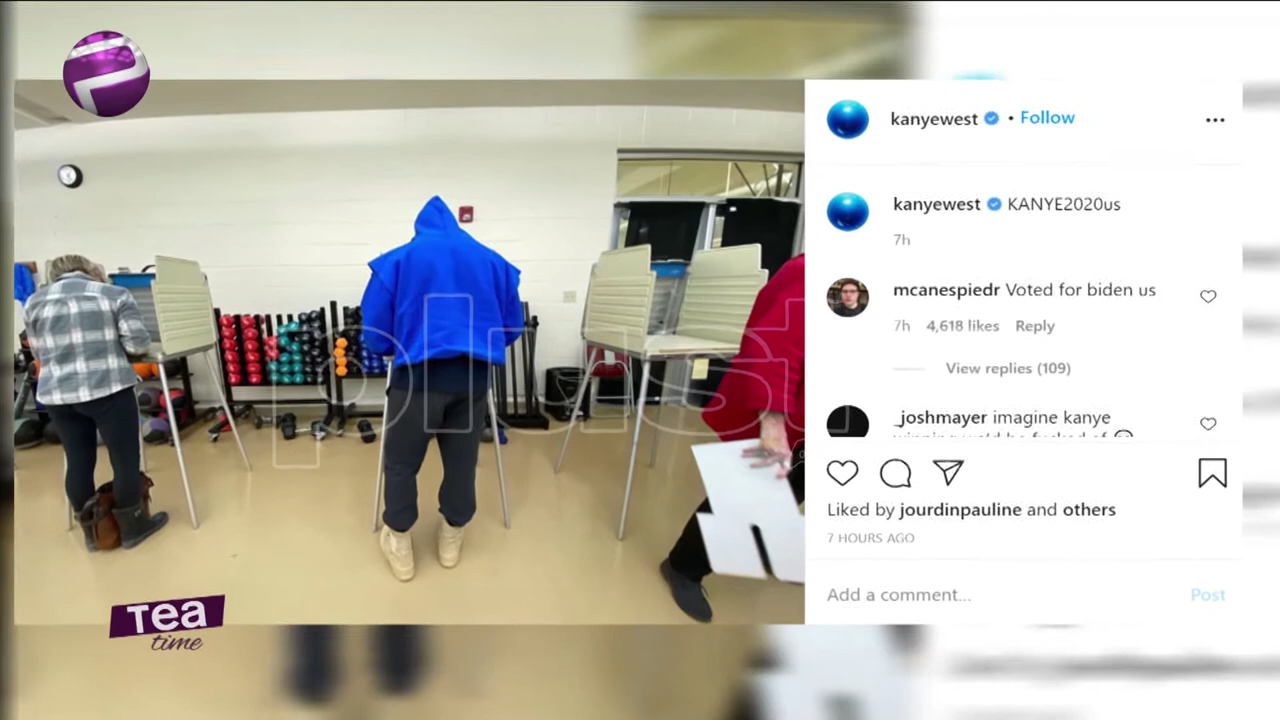 kanyewest • Follow
kanyewest KANYE2020us
7h
mcanespiedr Voted for biden us
7h 4,618 likes Reply
View replies (109)
_joshmayer imagine kanye
Liked by jourdinpauline and others
7 HOURS AGO
Add a comment... Post
plust
Tea
time